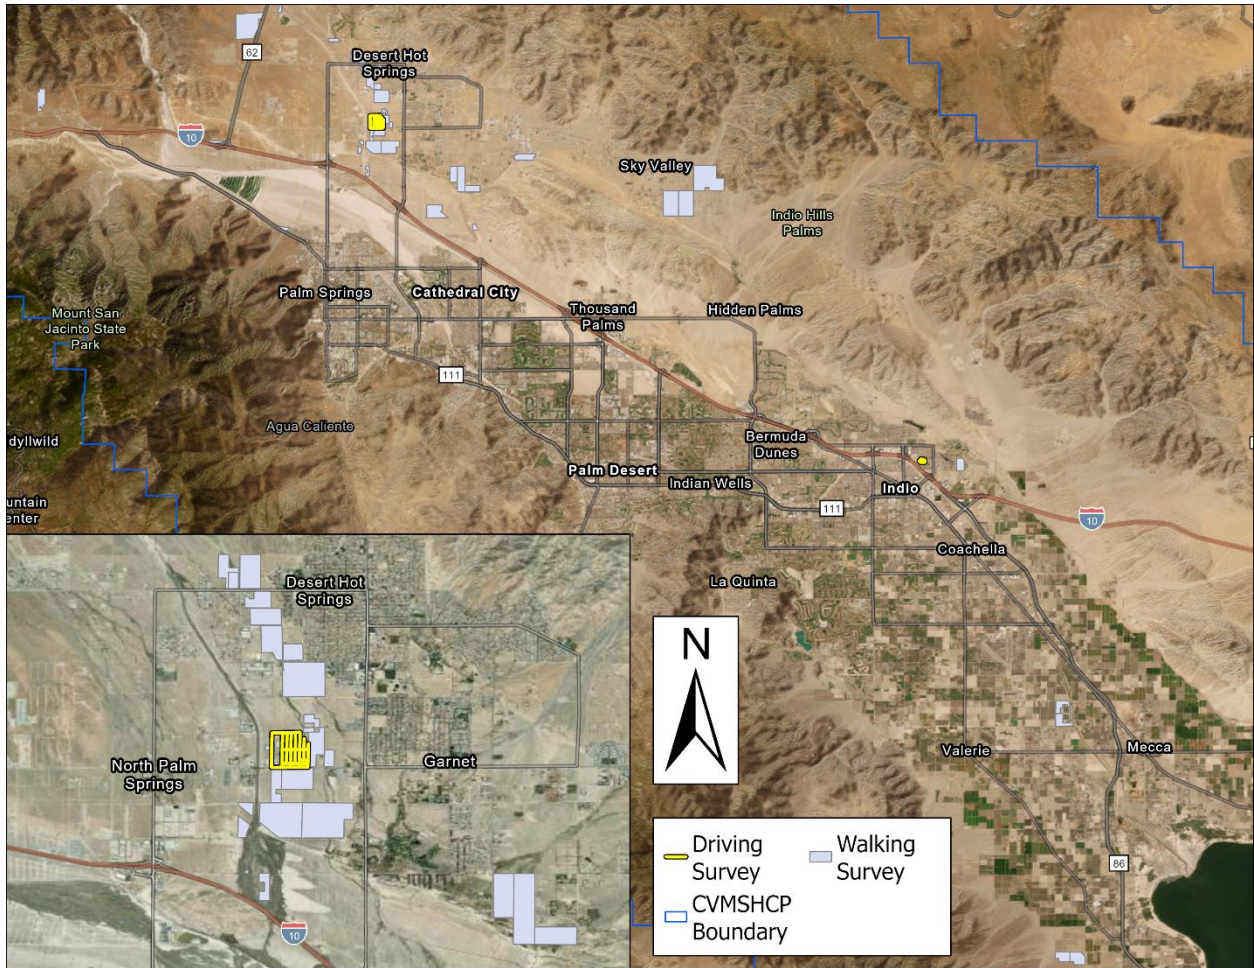 62
Desert Hot
Springs
10
Sky Valley
Indio Hills
Palms
Palm Springs
Cathedral City
Mount San
Jacinto State
Park
Thousand
Palms
Hidden Palms
111
Agua Caliente
dyllwild
Bermuda
Dunes
Palm Desert
Indian Wells
Indio
untain
enter
111
10
Coachella
La Quinta
Valerie
Mecca
86
Desert Hot
Springs
North Palm
Springs
Garnet
10
N
Driving
Survey
Walking
Survey
CVMSHCP
Boundary